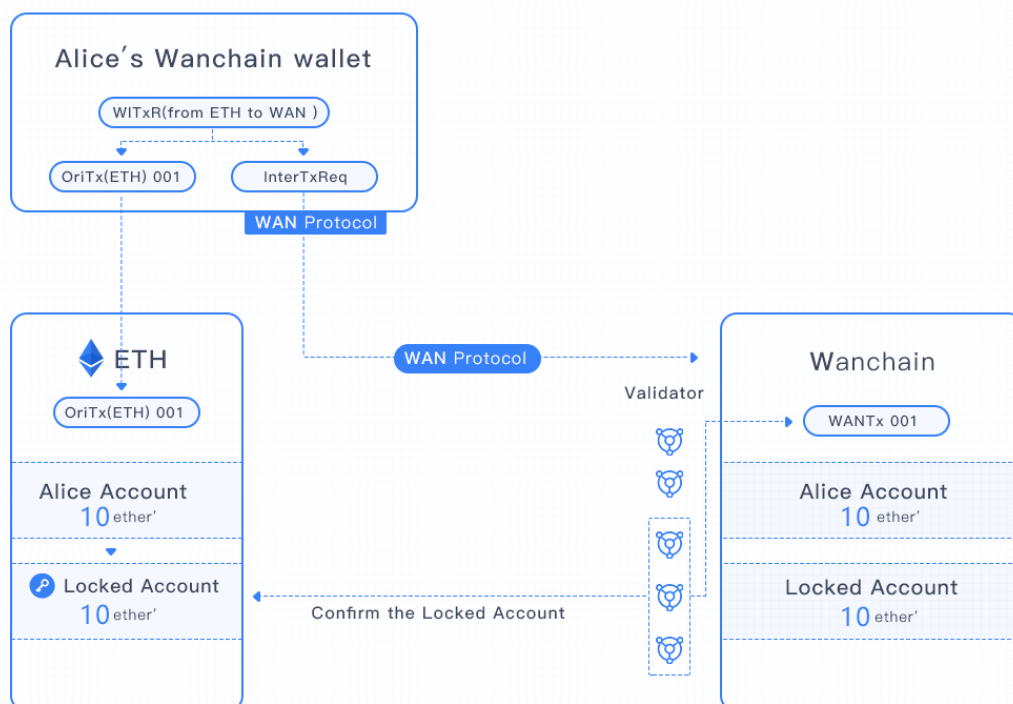 Alice's Wanchain wallet
WITxR(from ETH to WAN )
OriTx(ETH) 001
InterTxReq
WAN Protocol
ETH
OriTx(ETH) 001
Alice Account
10 ether'
Locked Account
10 ether'
WAN Protocol
Validator
Confirm the Locked Account
Wanchain
WANTx 001
Alice Account
10 ether'
Locked Account
10 ether'